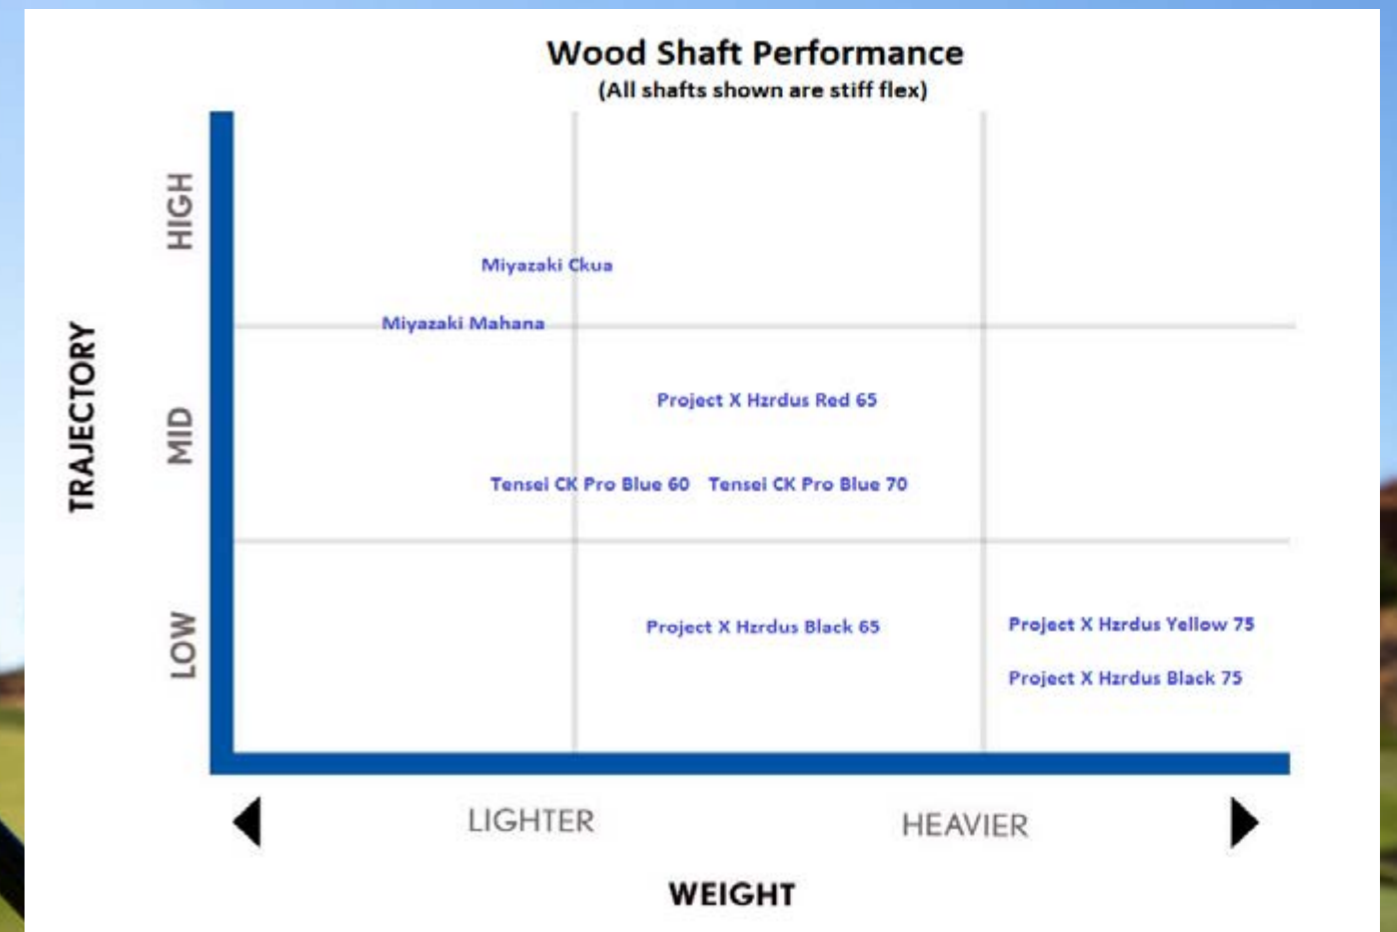 Wood Shaft Performance
(All shafts shown are stiff flex)
HIGH
Miyazaki Ckua
Miyazaki Mahana
TRAJECTORY
MID
Project X Hzrdus Red 65
Tensei CK Pro Blue 60 Tensei CK Pro Blue 70
LOW
Project X Hzrdus Black 65 Project X Hzrdus Yellow 75
Project X Hzrdus Black 75
LIGHTER HEAVIER
WEIGHT